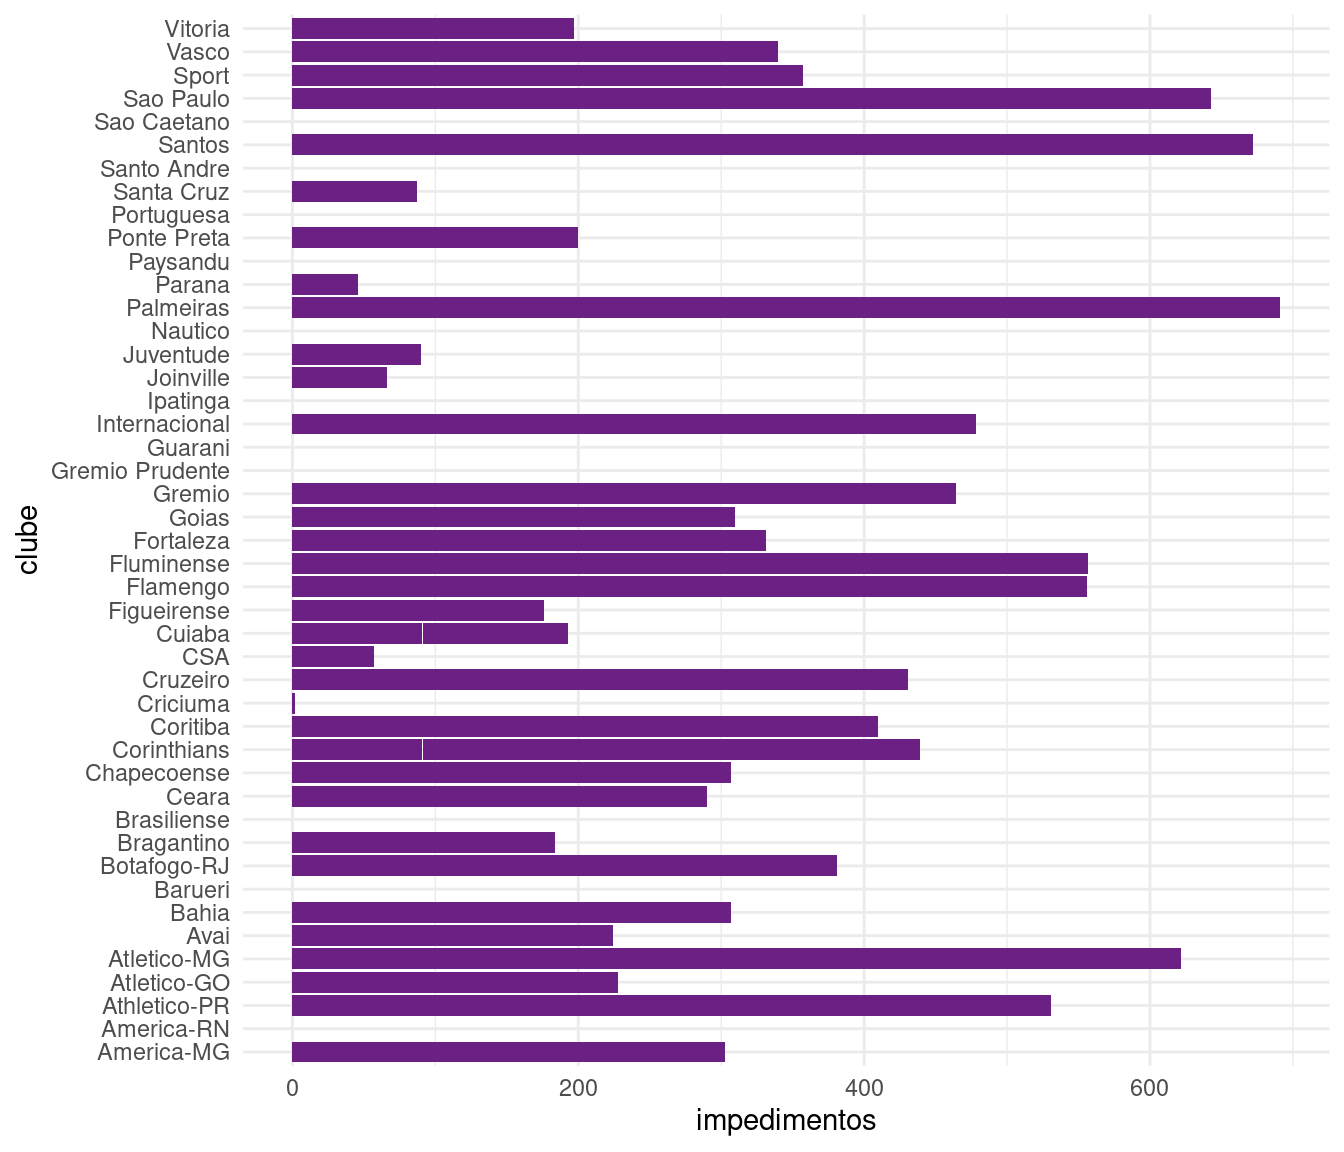 Vitoria
Vasco
Sport
Sao Paulo
Sao Caetano
Santos
Santo Andre
Santa Cruz
Portuguesa
Ponte Preta
Paysandu
Parana
Palmeiras
Nautico
Juventude
Joinville
Ipatinga
Internacional
Guarani
Gremio Prudente
Gremio
Goias
Fortaleza
Fluminense
Flamengo
Figueirense
Cuiaba
CSA
Cruzeiro
Criciuma
Coritiba
Corinthians
Chapecoense
Ceara
Brasiliense
Bragantino
Botafogo-RJ
Barueri
Bahia
Avai
Atletico-MG
Atletico-GO
Athletico-PR
America-RN
America-MG
clube
0 200 400 600
impedimentos